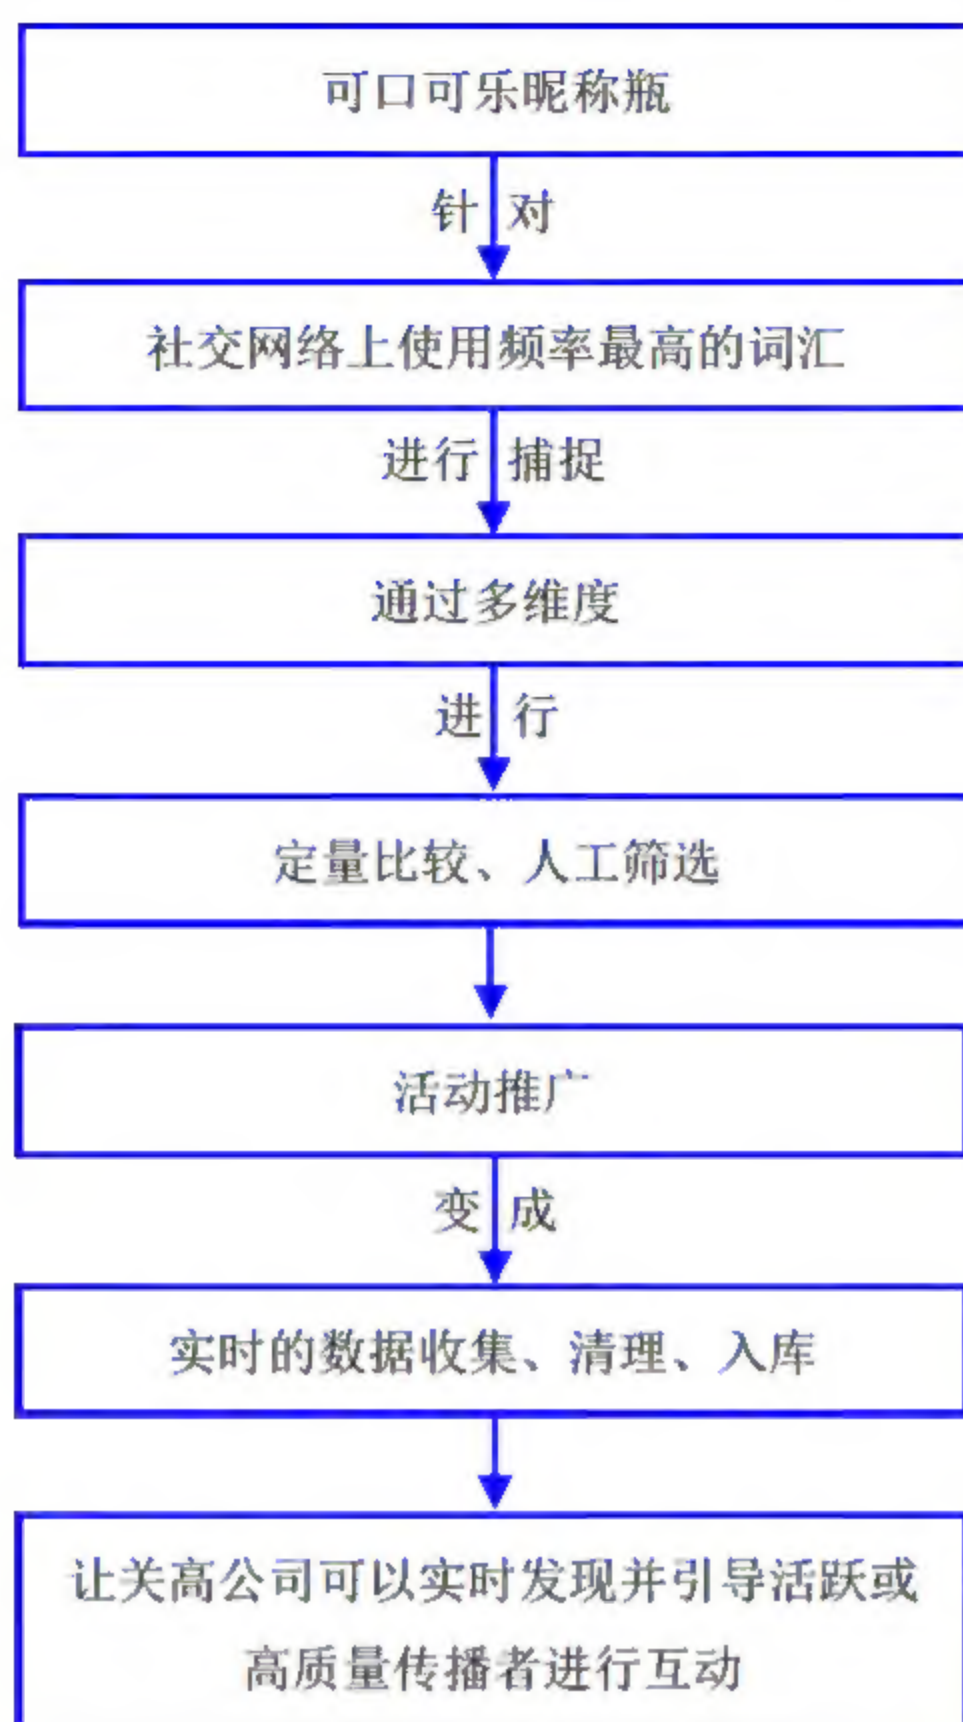 可口可乐昵称瓶
针对
社交网络上使用频率最高的词汇
进行捕捉
通过多维度
进行
定量比较、人工筛选
活动推广
变成
实时的数据收集、清理、入库
让关高公司可以实时发现并引导活跃或
高质量传播者进行互动